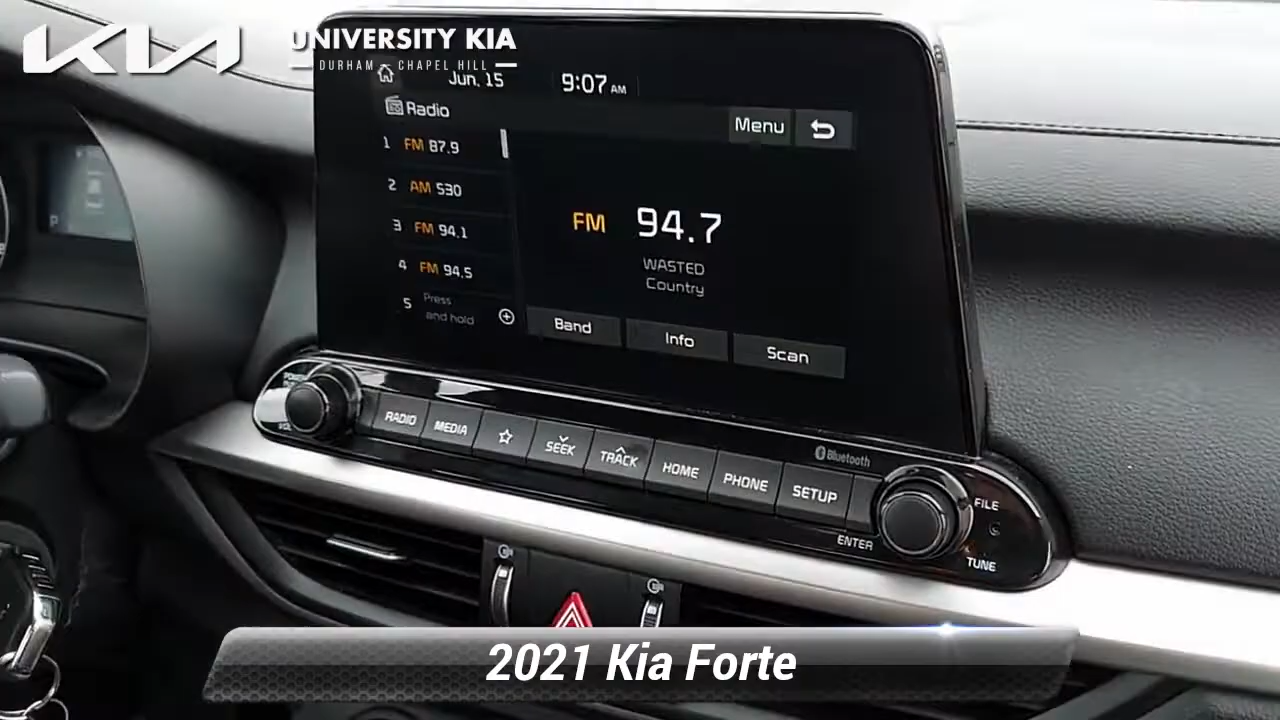 KIA
UNIVERSITY KIA
DURHAM – CHAPEL HILL
Jun. 15 9:07 AM
Radio
Menu
1 FM 87.9
2 AM 530
3 FM 94.1
4 FM 94.5
5 Press and hold
FM 94.7
WASTED
Country
Band Info Scan
RADIO MEDIA SEEK TRACK HOME PHONE SETUP
Bluetooth
FILE
ENTER
TUNE
P
2021 Kia Forte